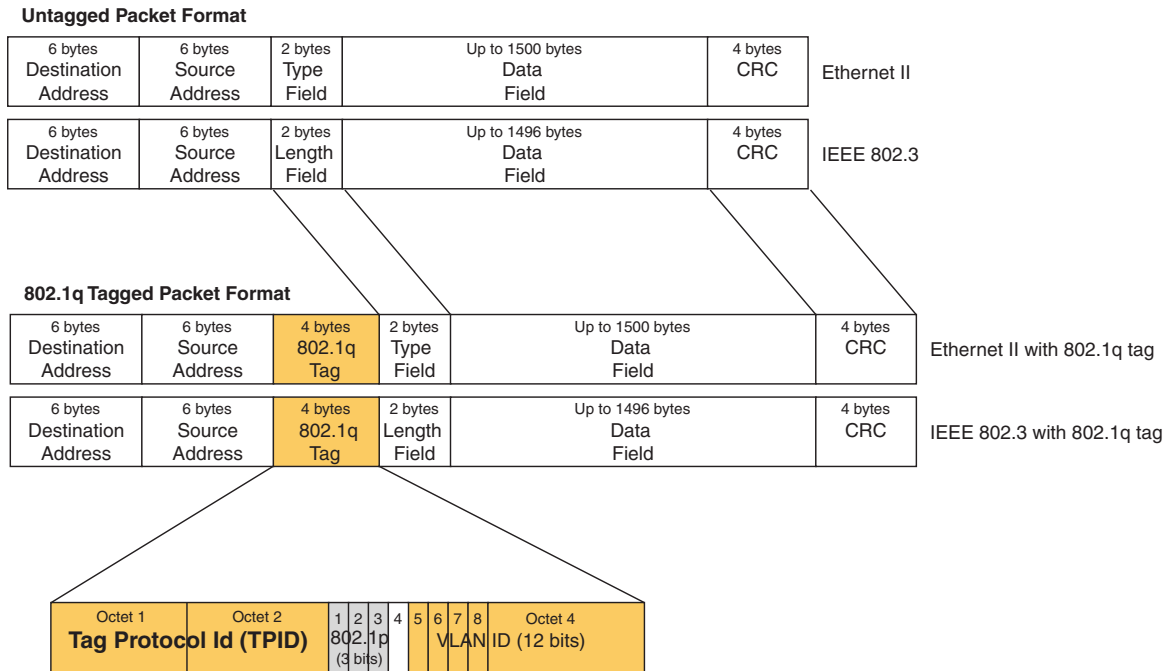 Untagged Packet Format
6 bytes 6 bytes 2 bytes Up to 1500 bytes 4 bytes
Destination Source Type Data CRC Ethernet II
Address Address Field Field
6 bytes 6 bytes 2 bytes Up to 1496 bytes 4 bytes
Destination Source Length Data CRC IEEE 802.3
Address Address Field Field
802.1q Tagged Packet Format
6 bytes 6 bytes 4 bytes 2 bytes Up to 1500 bytes 4 bytes
Destination Source 802.1q Type Data CRC Ethernet II with 802.1q tag
Address Address Tag Field Field
6 bytes 6 bytes 4 bytes 2 bytes Up to 1496 bytes 4 bytes
Destination Source 802.1q Length Data CRC IEEE 802.3 with 802.1q tag
Address Address Tag Field Field
Octet 1 Octet 2 1 2 3 4 5 6 7 8 Octet 4
Tag Protocol Id (TPID) 802.1p VLAN ID (12 bits)
(3 bits)